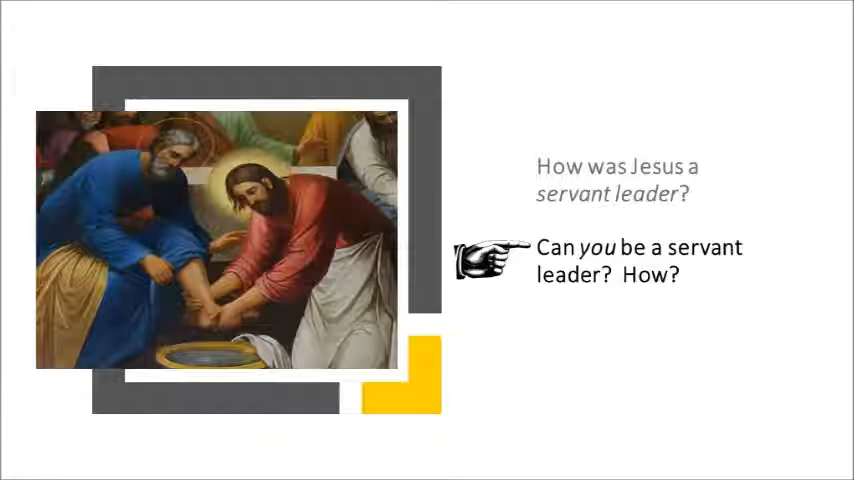 How was Jesus a
servant leader?
Can you be a servant
leader? How?